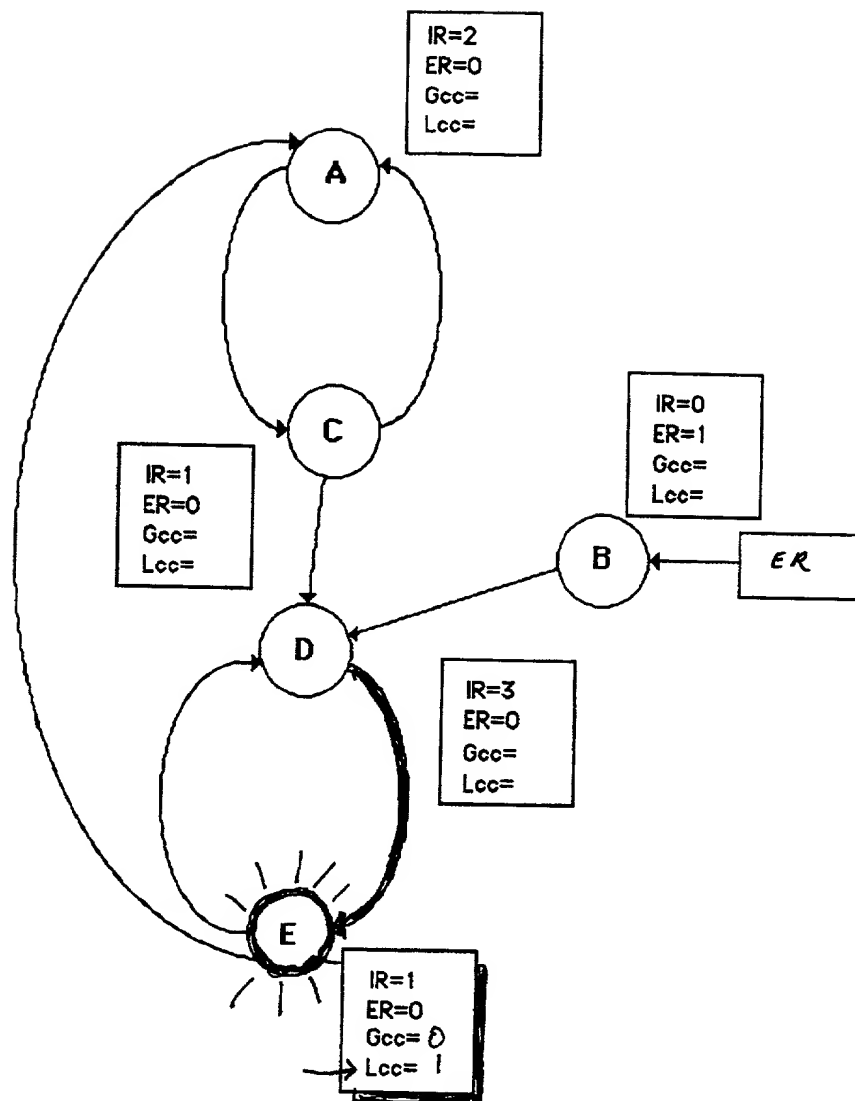 IR=2
ER=0
Gcc=
Lcc=
A
C
IR=0
ER=1
Gcc=
Lcc=
IR=1
ER=0
Gcc=
Lcc=
B
ER
D
IR=3
ER=0
Gcc=
Lcc=
E
IR=1
ER=0
Gcc= 0
Lcc= 1